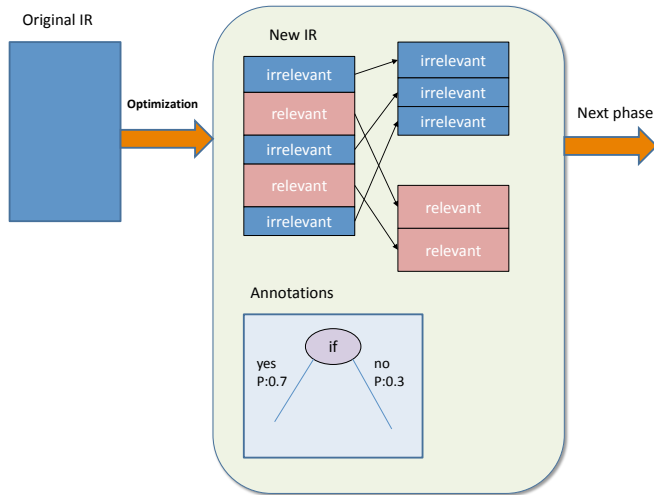 Original IR
Optimization
New IR
irrelevant
relevant
irrelevant
relevant
irrelevant
irrelevant
irrelevant
irrelevant
relevant
relevant
Next phase
Annotations
if
yes
P:0.7
no
P:0.3